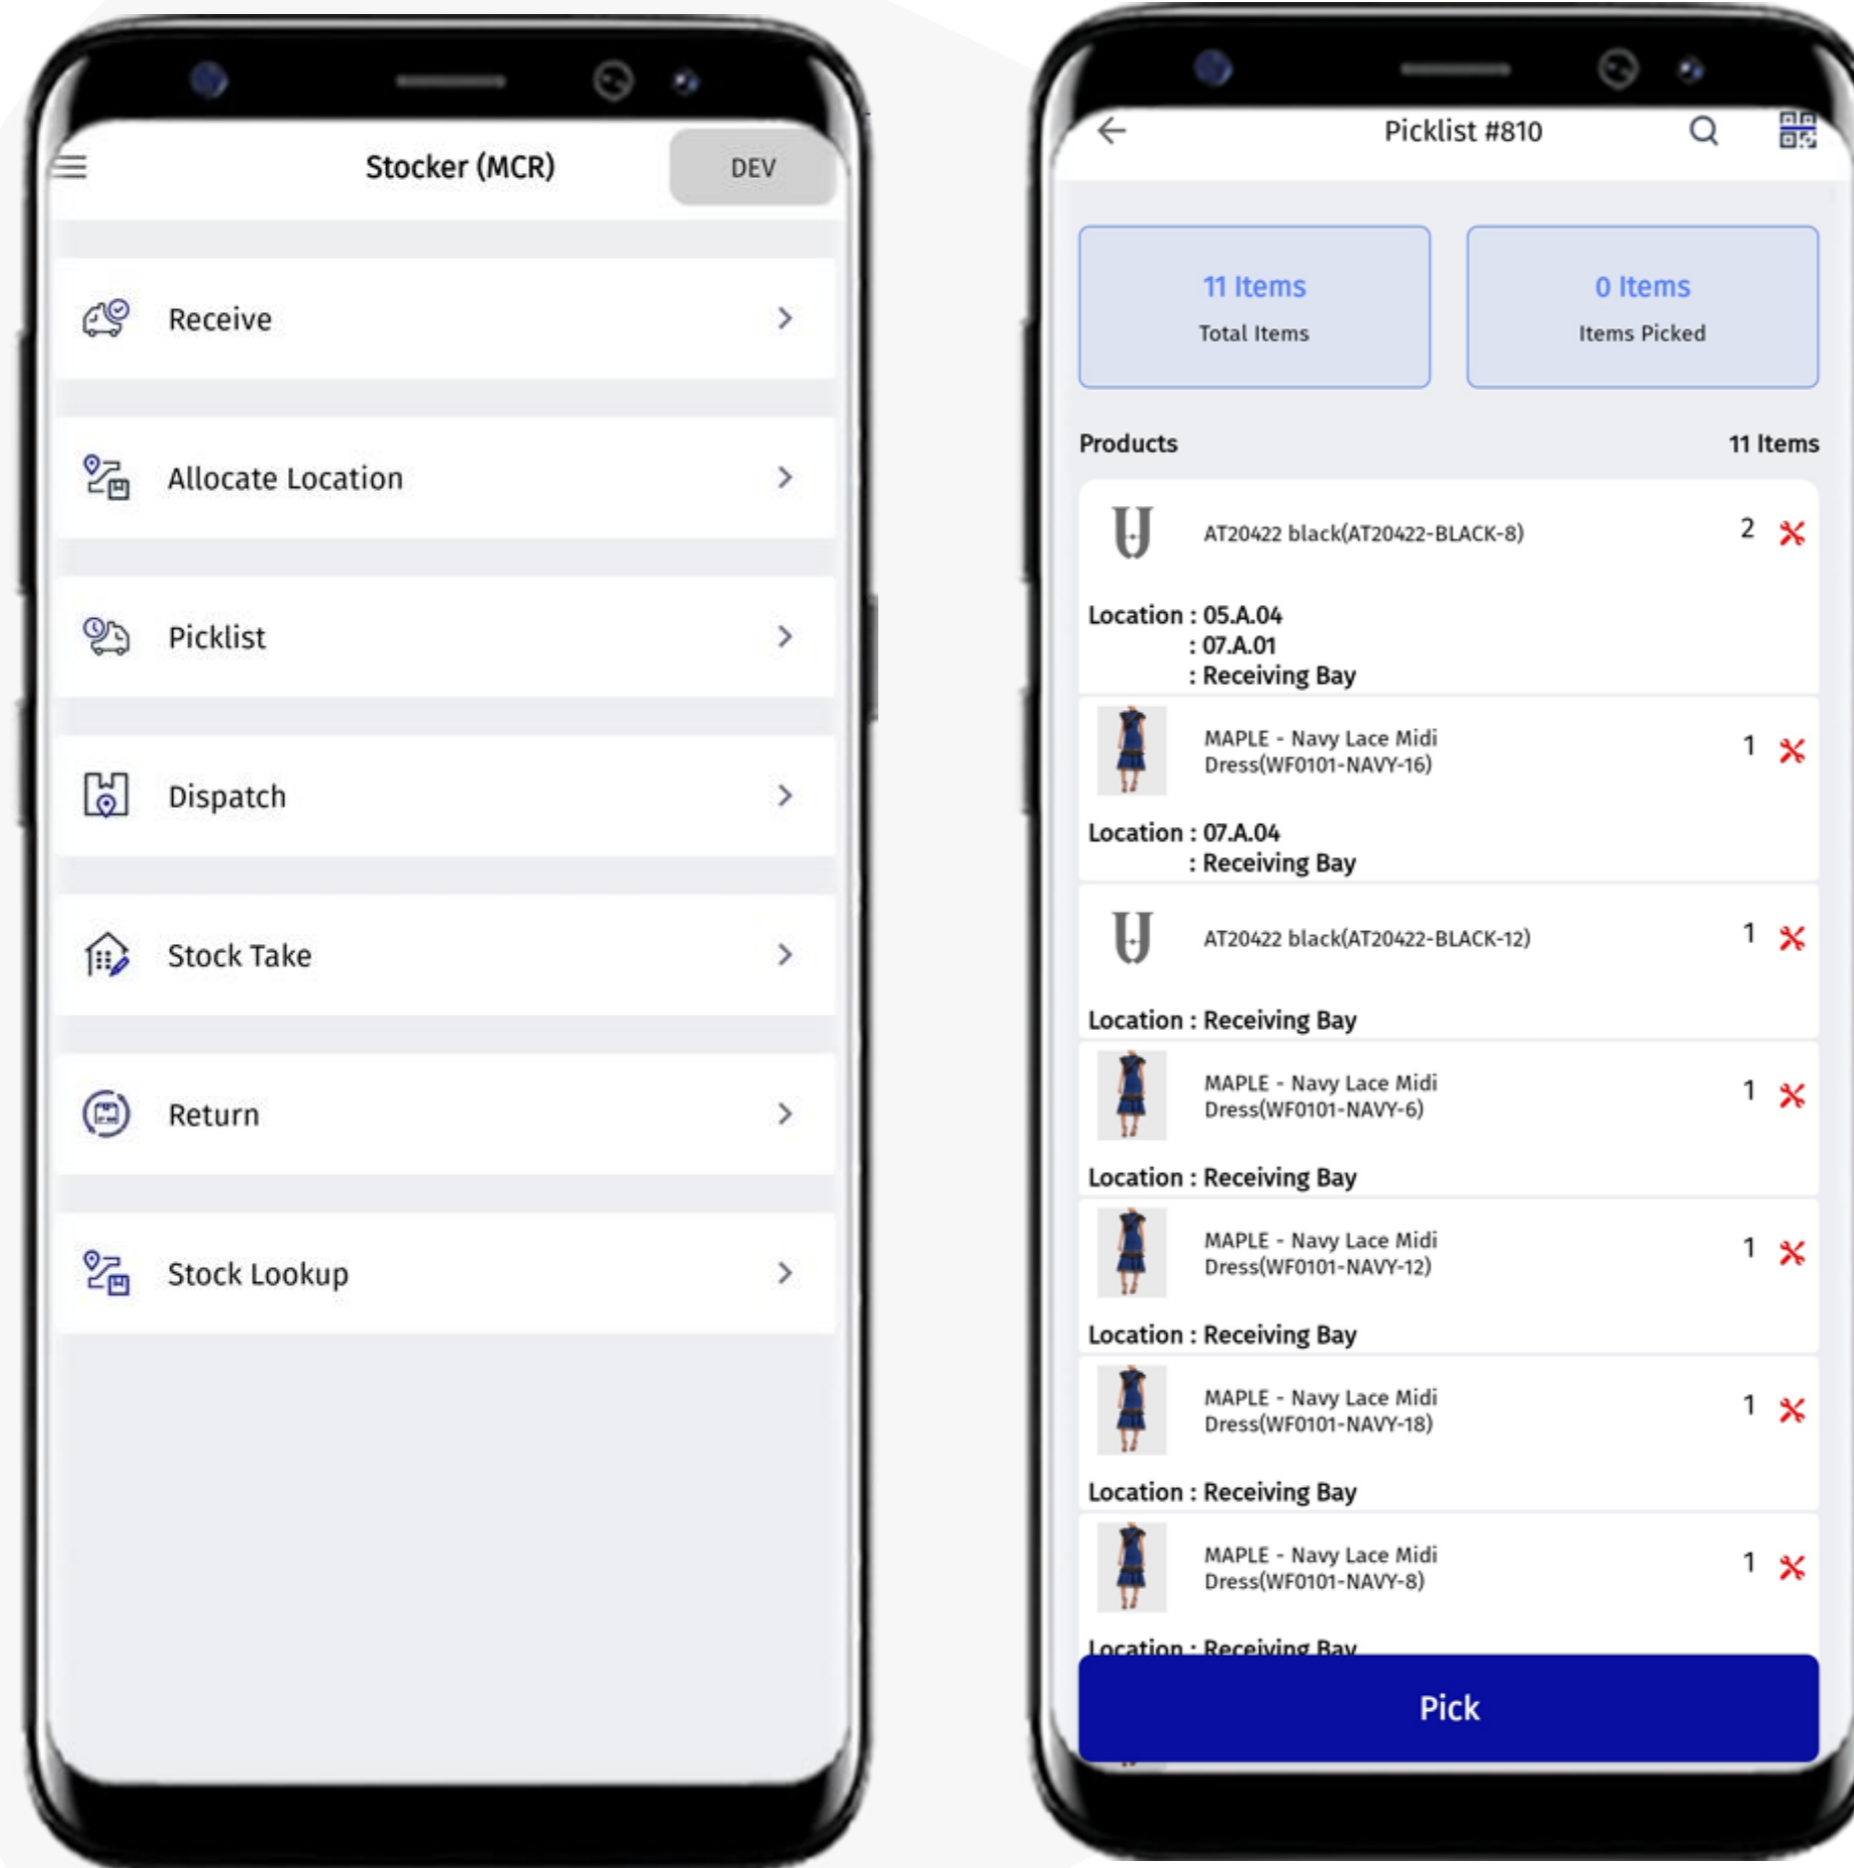 Stocker (MCR)
DEV
Receive
Allocate Location
Picklist
Dispatch
Stock Take
Return
Stock Lookup
Picklist #810
11 Items
Total Items
0 Items
Items Picked
Products
11 Items
AT20422 black(AT20422-BLACK-8)
2
Location : 05.A.04
: 07.A.01
: Receiving Bay
MAPLE - Navy Lace Midi
Dress(WF0101-NAVY-16)
1
Location : 07.A.04
: Receiving Bay
AT20422 black(AT20422-BLACK-12)
1
Location : Receiving Bay
MAPLE - Navy Lace Midi
Dress(WF0101-NAVY-6)
1
Location : Receiving Bay
MAPLE - Navy Lace Midi
Dress(WF0101-NAVY-12)
1
Location : Receiving Bay
MAPLE - Navy Lace Midi
Dress(WF0101-NAVY-18)
1
Location : Receiving Bay
MAPLE - Navy Lace Midi
Dress(WF0101-NAVY-8)
1
Location : Receiving Bay
Pick